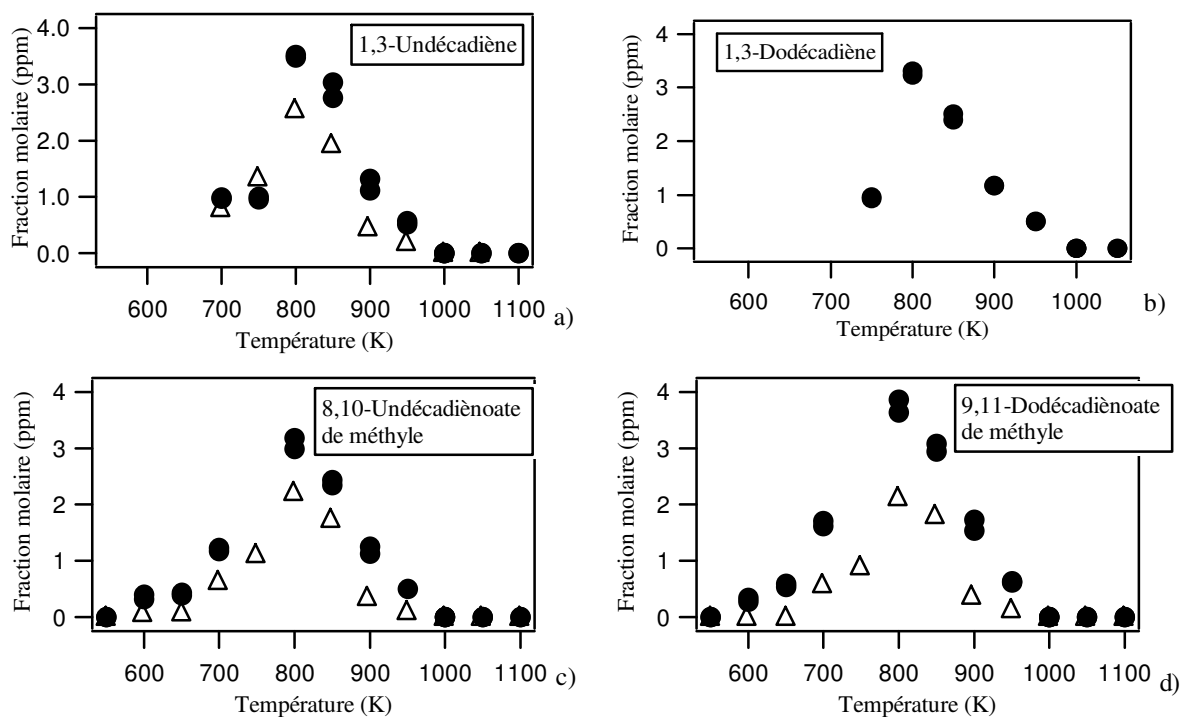 1,3-Undécadiène
Fraction molaire (ppm)
4.0
3.0
2.0
1.0
0.0
600 700 800 900 1000 1100
Température (K)
a)
1,3-Dodécadiène
Fraction molaire (ppm)
4
3
2
1
0
600 700 800 900 1000
Température (K)
b)
8,10-Undécadiènoate
de méthyle
Fraction molaire (ppm)
4
3
2
1
0
600 700 800 900 1000 1100
Température (K)
c)
9,11-Dodécadiènoate
de méthyle
Fraction molaire (ppm)
4
3
2
1
0
600 700 800 900 1000 1100
Température (K)
d)